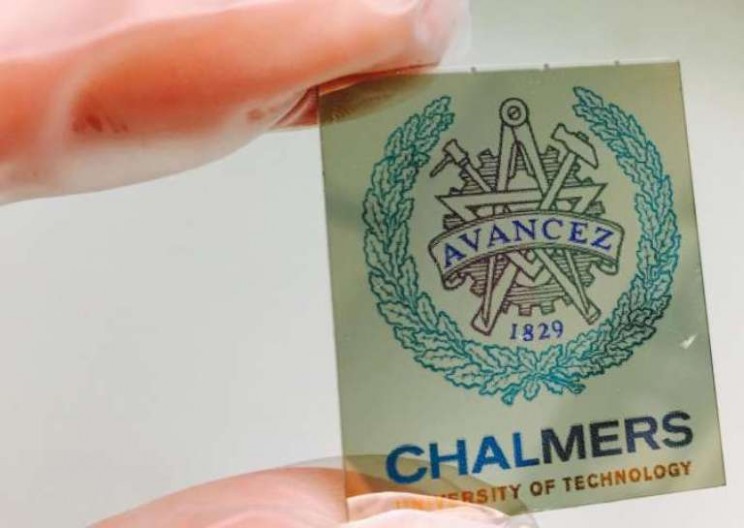 AVANCEZ
1829
CHALMERS
UNIVERSITY OF TECHNOLOGY